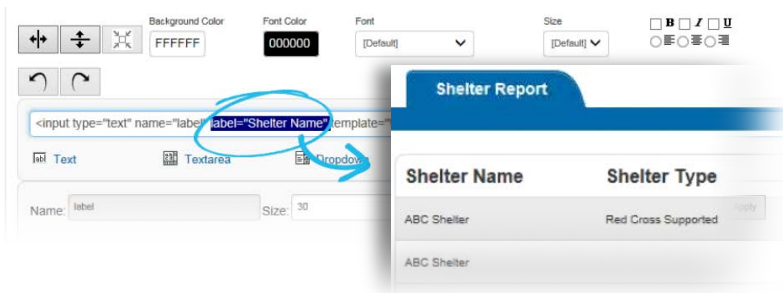 Background Color
Font Color
Font
Size
B I U
FFFFFF
000000
[Default]
[Default]
Shelter Report
<input type="text" name="label" label="Shelter Name" template="
Text
Textarea
Dropdown
Shelter Name
Shelter Type
Name: label
Size: 30
ABC Shelter
Red Cross Supported
Apply
ABC Shelter